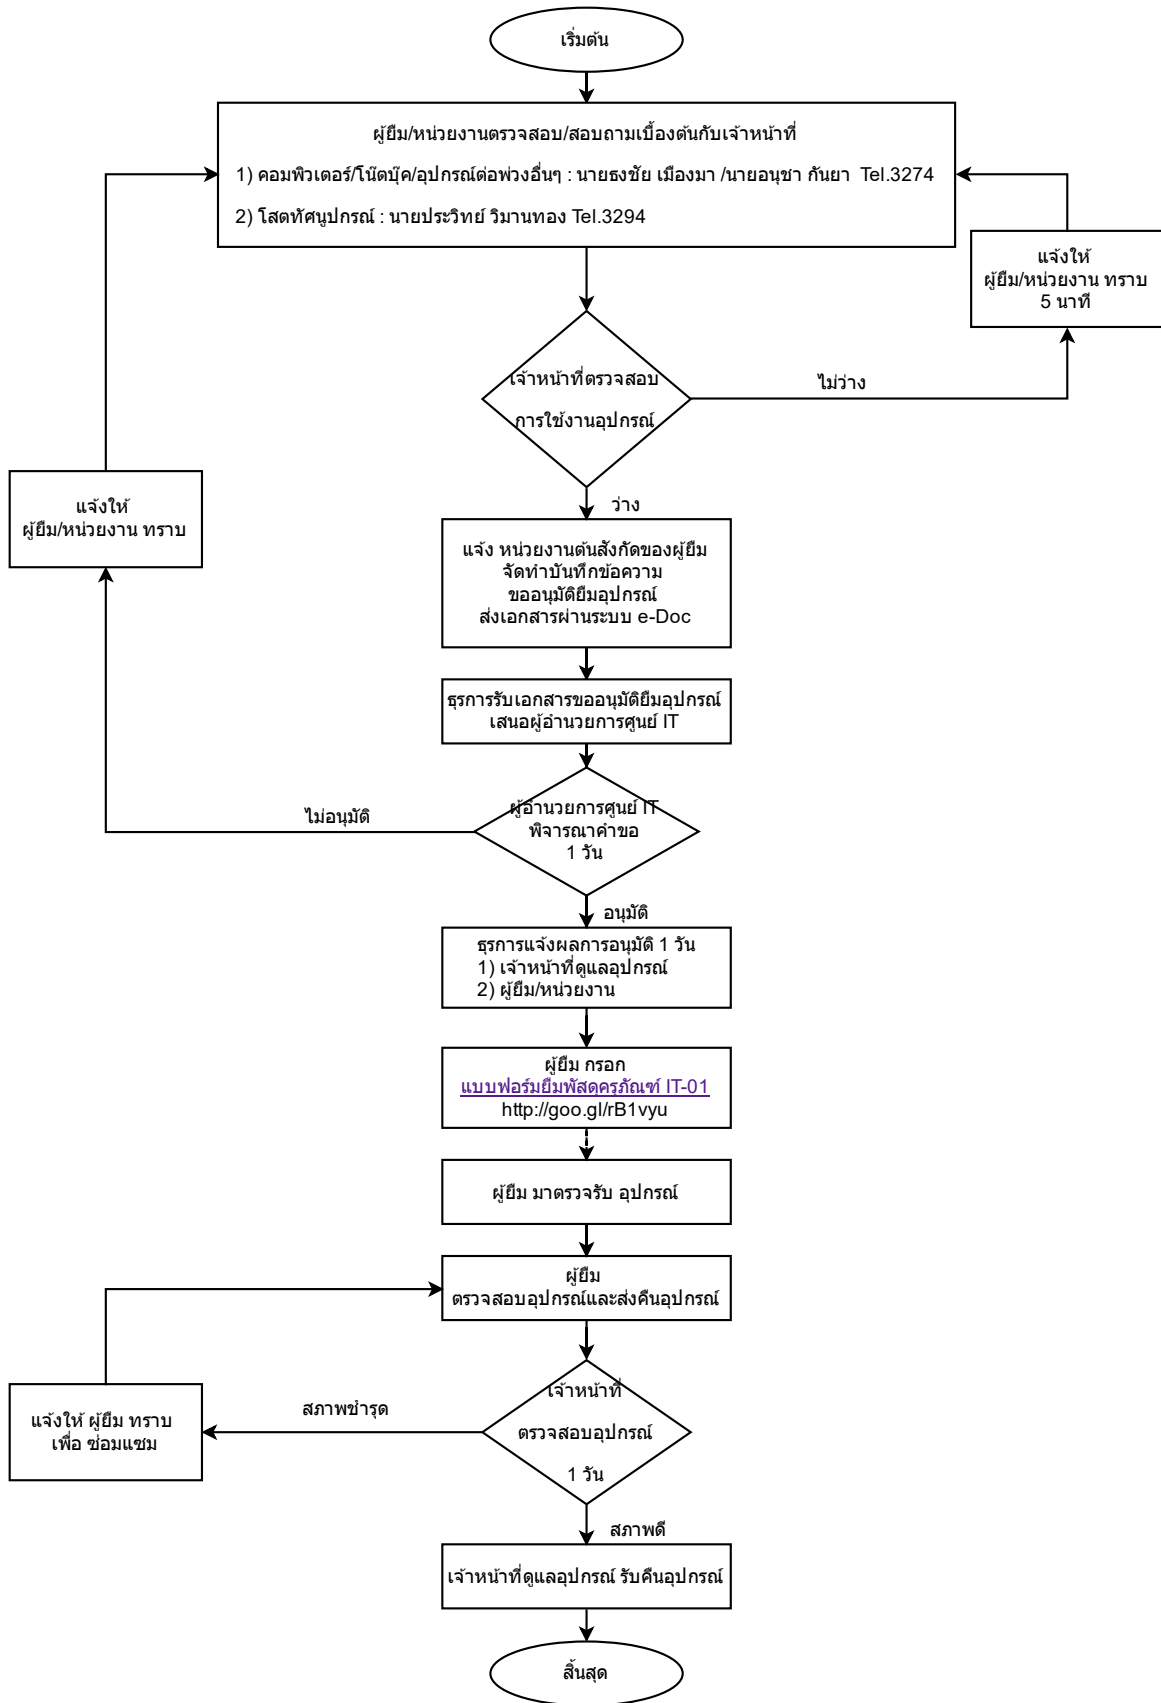 เริ่มต้น
ผู้ยืม/หน่วยงานตรวจสอบ/สอบถามเบื้องต้นกับเจ้าหน้าที่
1) คอมพิวเตอร์/โน๊ตบุ๊ค/อุปกรณ์ต่อพ่วงอื่นๆ : นายธงชัย เมืองมา /นายอนุชา กันยา Tel.3274
2) โสตทัศนูปกรณ์ : นายประวิทย์ วิมานทอง Tel.3294
แจ้งให้
ผู้ยืม/หน่วยงาน ทราบ
5 นาที
เจ้าหน้าที่ตรวจสอบ
การใช้งานอุปกรณ์
ไม่ว่าง
ว่าง
แจ้งให้
ผู้ยืม/หน่วยงาน ทราบ
แจ้ง หน่วยงานต้นสังกัดของผู้ยืม
จัดทำบันทึกข้อความ
ขออนุมัติยืมอุปกรณ์
ส่งเอกสารผ่านระบบ e-Doc
ธุรการรับเอกสารขออนุมัติยืมอุปกรณ์
เสนอผู้อำนวยการศูนย์ IT
ไม่อนุมัติ
ผู้อำนวยการศูนย์ IT
พิจารณาคำขอ
1 วัน
อนุมัติ
ธุรการแจ้งผลการอนุมัติ 1 วัน
1) เจ้าหน้าที่ดูแลอุปกรณ์
2) ผู้ยืม/หน่วยงาน
ผู้ยืม กรอก
แบบฟอร์มยืมพัสดุครุภัณฑ์ IT-01
http://goo.gl/rB1vyu
ผู้ยืม มาตรวจรับ อุปกรณ์
ผู้ยืม
ตรวจสอบอุปกรณ์และส่งคืนอุปกรณ์
แจ้งให้ ผู้ยืม ทราบ
เพื่อ ซ่อมแซม
สภาพชำรุด
เจ้าหน้าที่
ตรวจสอบอุปกรณ์
1 วัน
สภาพดี
เจ้าหน้าที่ดูแลอุปกรณ์ รับคืนอุปกรณ์
สิ้นสุด